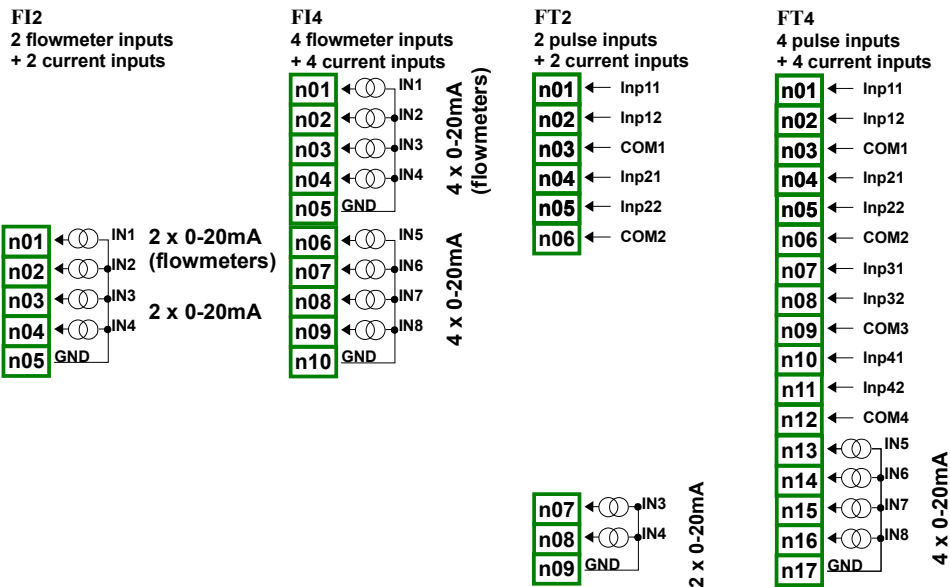 FI2
2 flowmeter inputs
+ 2 current inputs
n01 IN1
n02 IN2
n03 IN3
n04 IN4
n05 GND
2 x 0-20mA
(flowmeters)
2 x 0-20mA
FI4
4 flowmeter inputs
+ 4 current inputs
n01 IN1
n02 IN2
n03 IN3
n04 IN4
n05 GND
4 x 0-20mA
(flowmeters)
n06 IN5
n07 IN6
n08 IN7
n09 IN8
n10 GND
4 x 0-20mA
FT2
2 pulse inputs
+ 2 current inputs
n01 Inp11
n02 Inp12
n03 COM1
n04 Inp21
n05 Inp22
n06 COM2
n07 IN3
n08 IN4
n09 GND
2 x 0-20mA
FT4
4 pulse inputs
+ 4 current inputs
n01 Inp11
n02 Inp12
n03 COM1
n04 Inp21
n05 Inp22
n06 COM2
n07 Inp31
n08 Inp32
n09 COM3
n10 Inp41
n11 Inp42
n12 COM4
n13 IN5
n14 IN6
n15 IN7
n16 IN8
n17 GND
4 x 0-20mA